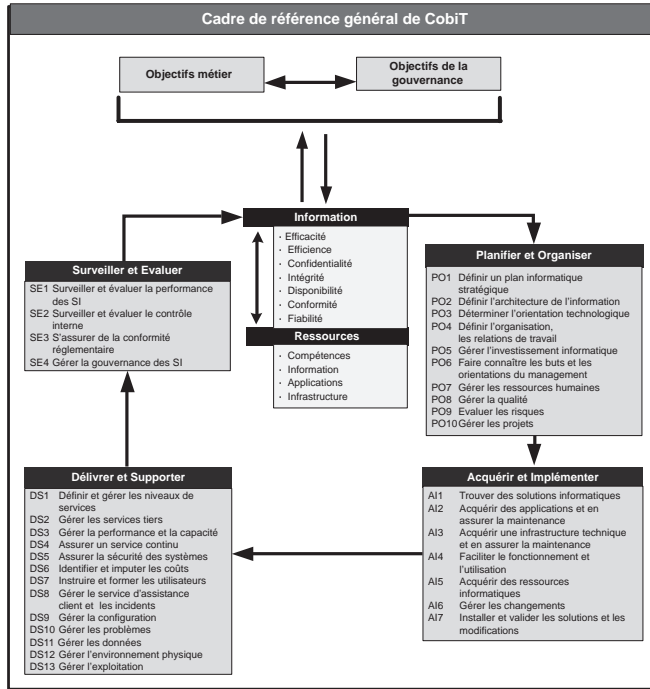 Cadre de référence général de CobiT
Objectifs métier
Objectifs de la
gouvernance
Information
· Efficacité
· Efficience
· Confidentialité
· Intégrité
· Disponibilité
· Conformité
· Fiabilité
Ressources
· Compétences
· Information
· Applications
· Infrastructure
Surveiller et Evaluer
SE1 Surveiller et évaluer la performance
des SI
SE2 Surveiller et évaluer le contrôle
interne
SE3 S'assurer de la conformité
réglementaire
SE4 Gérer la gouvernance des SI
Planifier et Organiser
PO1 Définir un plan informatique
stratégique
PO2 Définir l'architecture de l'information
PO3 Déterminer l'orientation technologique
PO4 Définir l'organisation,
les relations de travail
PO5 Gérer l'investissement informatique
PO6 Faire connaître les buts et les
orientations du management
PO7 Gérer les ressources humaines
PO8 Gérer la qualité
PO9 Evaluer les risques
PO10 Gérer les projets
Délivrer et Supporter
DS1 Définir et gérer les niveaux de
services
DS2 Gérer les services tiers
DS3 Gérer la performance et la capacité
DS4 Assurer un service continu
DS5 Assurer la sécurité des systèmes
DS6 Identifier et imputer les coûts
DS7 Instruire et former les utilisateurs
DS8 Gérer le service d'assistance
client et les incidents
DS9 Gérer la configuration
DS10 Gérer les problèmes
DS11 Gérer les données
DS12 Gérer l'environnement physique
DS13 Gérer l'exploitation
Acquérir et Implémenter
AI1 Trouver des solutions informatiques
AI2 Acquérir des applications et en
assurer la maintenance
AI3 Acquérir une infrastructure technique
et en assurer la maintenance
AI4 Faciliter le fonctionnement et
l'utilisation
AI5 Acquérir des ressources
informatiques
AI6 Gérer les changements
AI7 Installer et valider les solutions et les
modifications